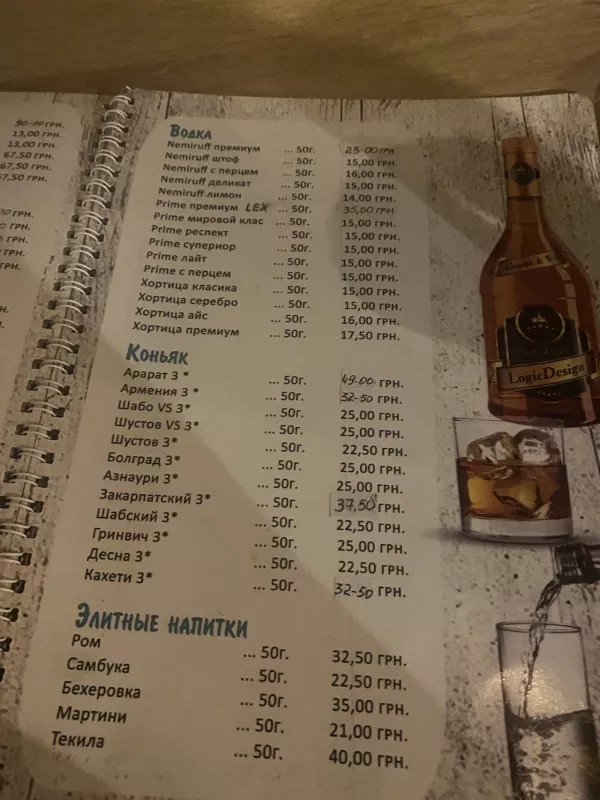 13,00 ГРН.
13,00 ГРН.
67,50 ГРН.
67,50 ГРН.
ГРН.
ГРН.
ГРН.
ГРН.
ВОДКА
Nemiruff премиум ... 50г. 25-00 ГРН
Nemiruff штоф ... 50г. 15,00 ГРН.
Nemiruff с перцем ... 50г. 16,00 ГРН.
Nemiruff деликат ... 50г. 15,00 ГРН.
Nemiruff лимон ... 50г. 14,00 ГРН.
Prime премиум LEX ... 50г. 35,00 ГРН
Prime мировой клас ... 50г. 15,00 ГРН.
Prime респект ... 50г. 15,00 ГРН.
Prime супериор ... 50г. 15,00 ГРН.
Prime лайт ... 50г. 15,00 ГРН.
Prime с перцем ... 50г. 15,00 ГРН.
Хортица класика ... 50г. 15,00 ГРН.
Хортица серебро ... 50г. 15,00 ГРН.
Хортица айс ... 50г. 16,00 ГРН.
Хортица премиум ... 50г. 17,50 ГРН.
КОНЬЯК
Арарат 3 * ... 50г. 49-00 ГРН.
Армения 3 * ... 50г. 32-50 ГРН.
Шабо VS 3* ... 50г. 25,00 ГРН.
Шустов VS 3* ... 50г. 25,00 ГРН.
Шустов 3* ... 50г. 22,50 ГРН.
Болград 3* ... 50г. 25,00 ГРН.
Азнаури 3* ... 50г. 25,00 ГРН.
Закарпатский 3* ... 50г. 37,50 ГРН.
Шабский 3* ... 50г. 22,50 ГРН.
Гринвич 3* ... 50г. 25,00 ГРН.
Десна 3* ... 50г. 22,50 ГРН.
Кахети 3* ... 50г. 32-50 ГРН.
ЭЛИТНЫЕ НАПИТКИ
Ром ... 50г. 32,50 ГРН.
Самбука ... 50г. 22,50 ГРН.
Бехеровка ... 50г. 35,00 ГРН.
Мартини ... 50г. 21,00 ГРН.
Текила ... 50г. 40,00 ГРН.
LogicDesign